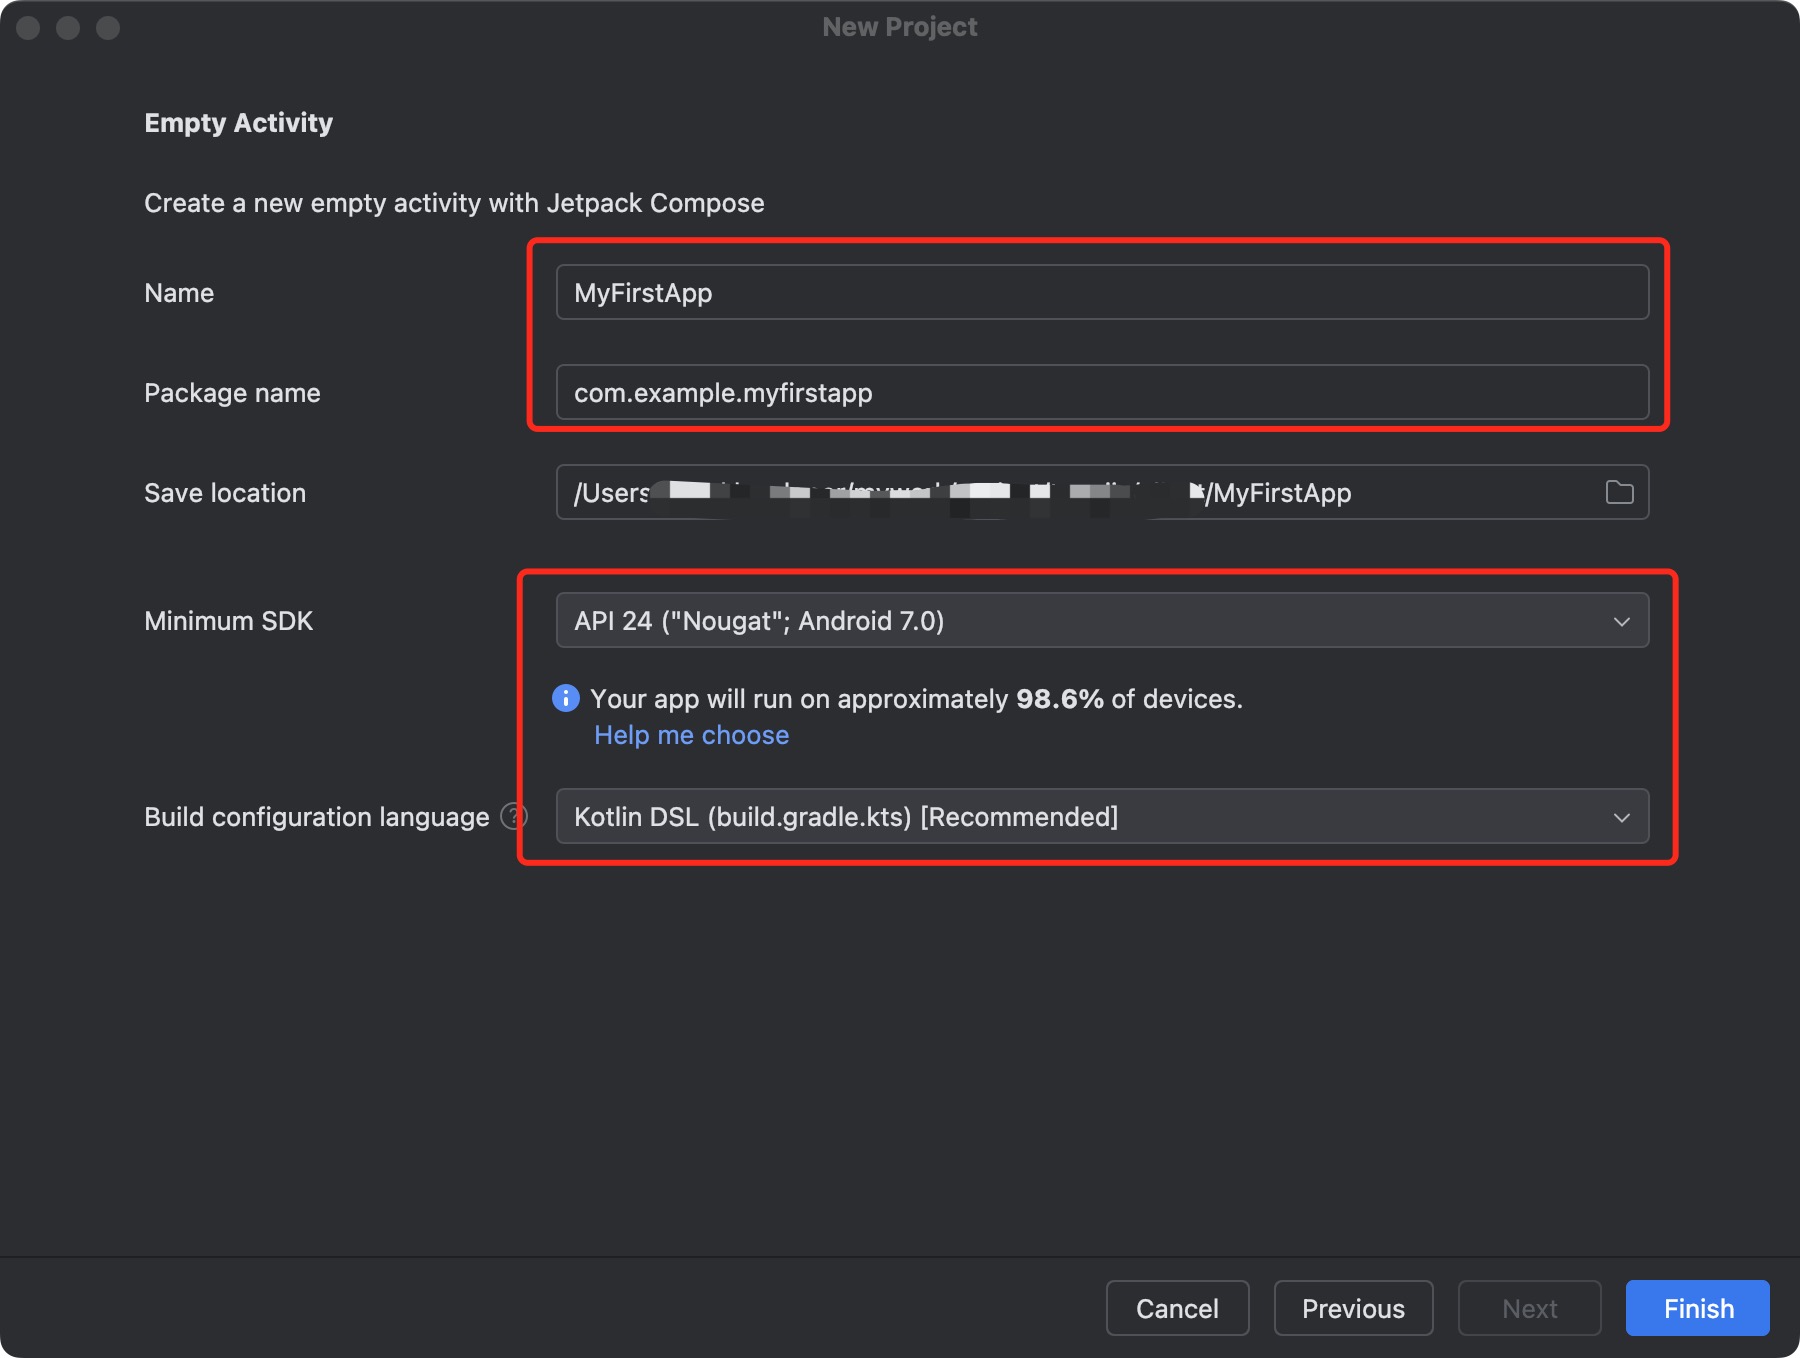 New Project
Empty Activity
Create a new empty activity with Jetpack Compose
Name
MyFirstApp
Package name
com.example.myfirstapp
Save location
/Users /MyFirstApp
Minimum SDK
API 24 ("Nougat"; Android 7.0)
Your app will run on approximately 98.6% of devices.
Help me choose
Build configuration language ?
Kotlin DSL (build.gradle.kts) [Recommended]
Cancel
Previous
Next
Finish